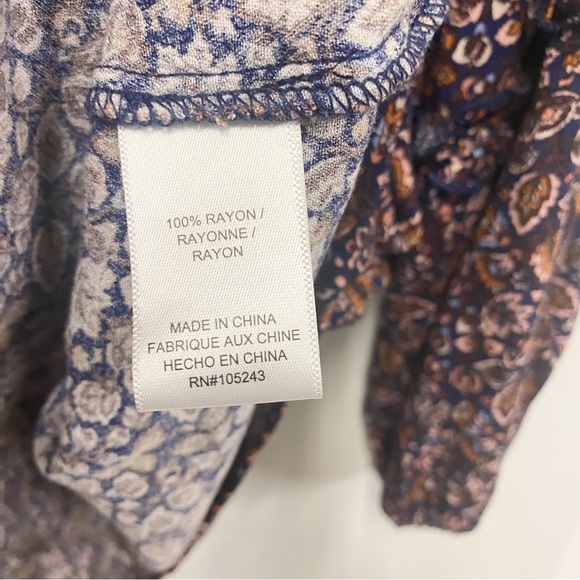 100% RAYON /
RAYONNE /
RAYON
MADE IN CHINA
FABRIQUE AUX CHINE
HECHO EN CHINA
RN#105243